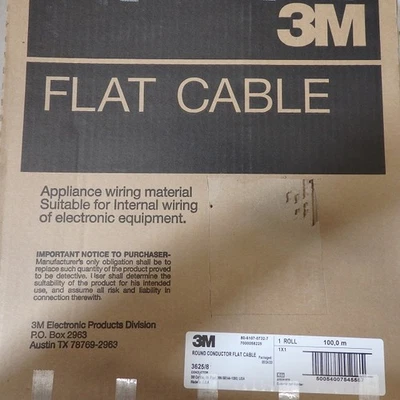 3M
FLAT CABLE
Appliance wiring material
Suitable for Internal wiring
of electronic equipment.
IMPORTANT NOTICE TO PURCHASER-
Manufacturer's only obligation shall be to
replace such quantity of the product proved
to be defective. User shall determine the
suitability of the product for his intended
use, and assume all risk and liability in
connection therewith.
3M Electronic Products Division
P.O. Box 2963
Austin TX 78769-2963
3M
1 ROLL
100,0 m
1X1
ROUND CONDUCTOR FLAT CABLE
3625/8